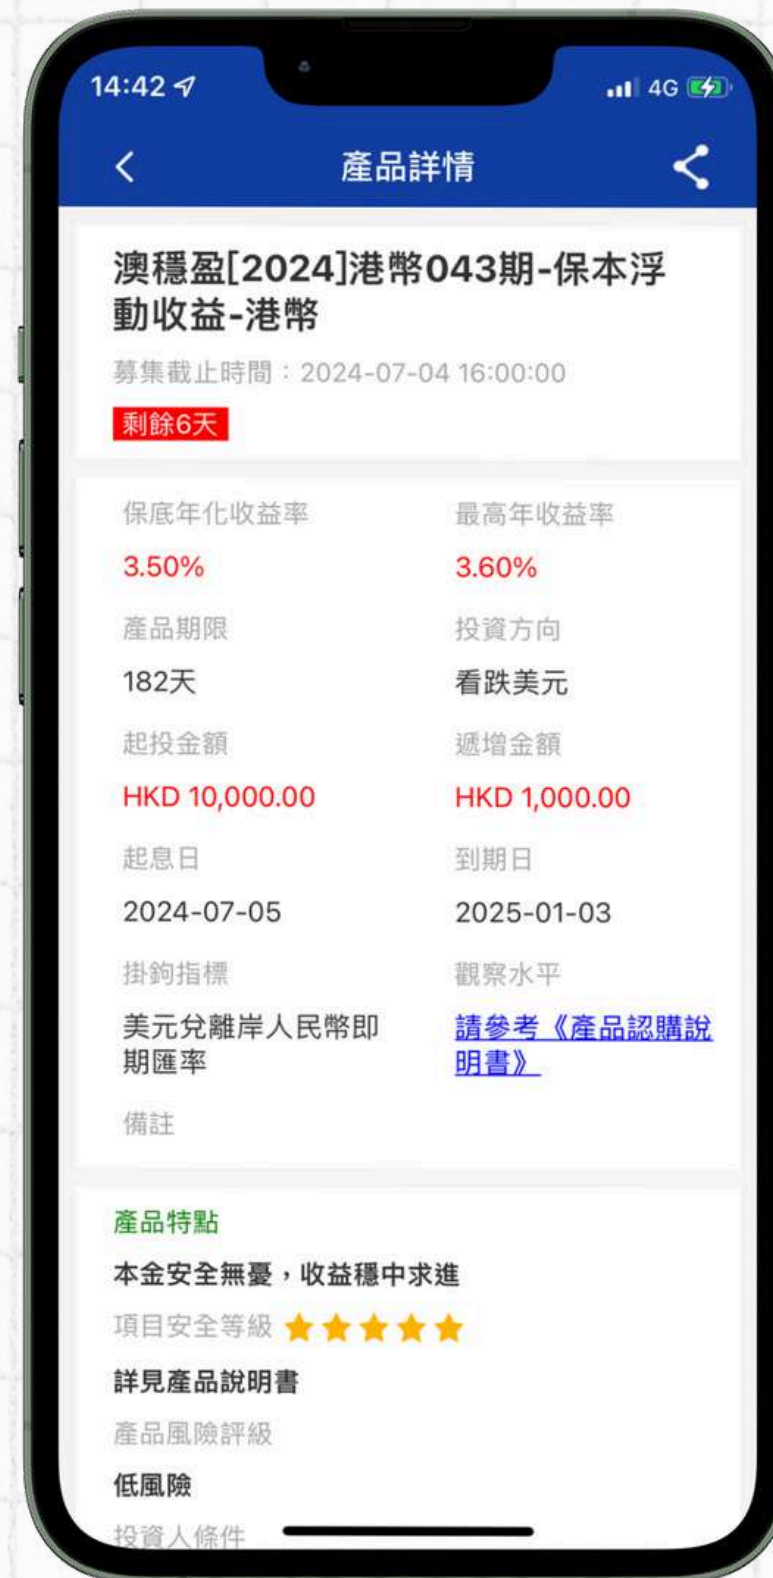 14:42
4G
產品詳情
澳穩盈[2024]港幣043期-保本浮
動收益-港幣
募集截止時間：2024-07-04 16:00:00
剩餘6天
保底年化收益率
最高年收益率
3.50%
3.60%
產品期限
投資方向
182天
看跌美元
起投金額
遞增金額
HKD 10,000.00
HKD 1,000.00
起息日
到期日
2024-07-05
2025-01-03
掛鉤指標
觀察水平
美元兌離岸人民幣即
期匯率
請參考《產品認購說
明書》
備註
產品特點
本金安全無憂，收益穩中求進
項目安全等級
詳見產品說明書
產品風險評級
低風險
投資人條件